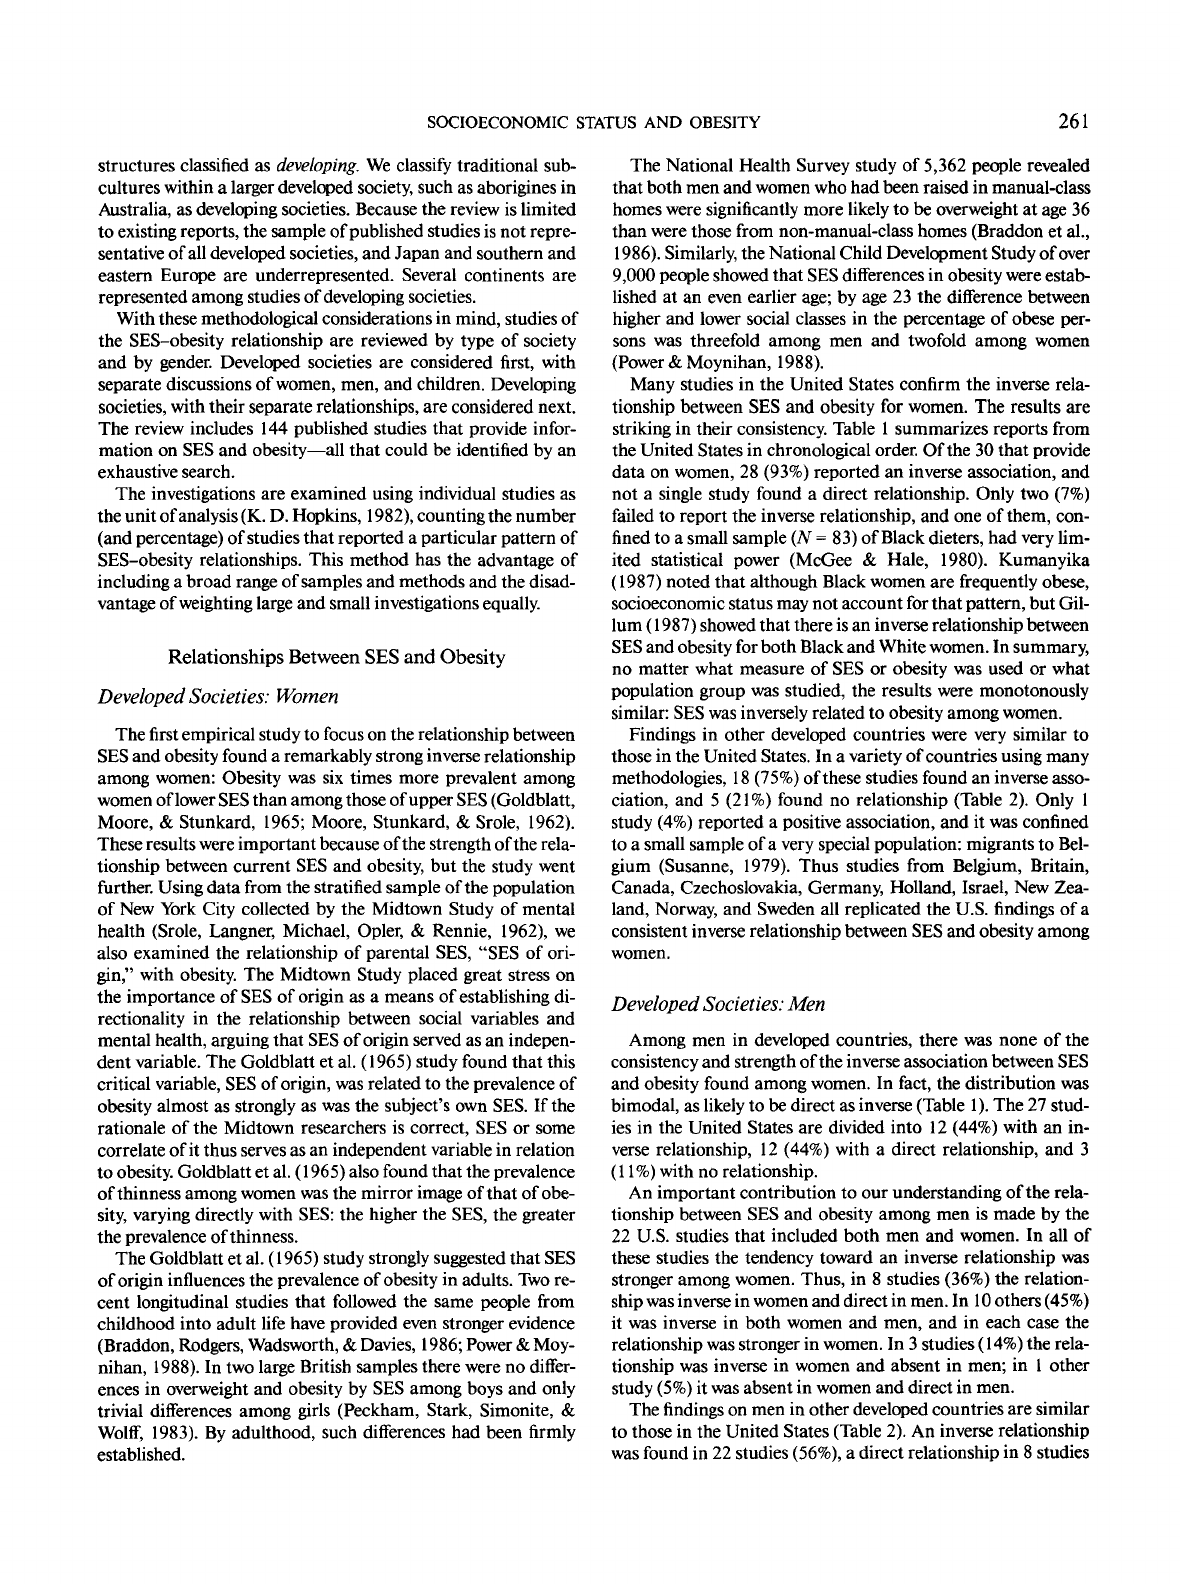 SOCIOECONOMIC STATUS AND OBESITY
261
structures classified as developing. We classify traditional sub-
cultures within a larger developed society, such as aborigines in
Australia, as developing societies. Because the review is limited
to existing reports, the sample of published studies is not repre-
sentative of all developed societies, and Japan and southern and
eastern Europe are underrepresented. Several continents are
represented among studies of developing societies.
With these methodological considerations in mind, studies of
the SES–obesity relationship are reviewed by type of society
and by gender. Developed societies are considered first, with
separate discussions of women, men, and children. Developing
societies, with their separate relationships, are considered next.
The review includes 144 published studies that provide infor-
mation on SES and obesity—all that could be identified by an
exhaustive search.
The investigations are examined using individual studies as
the unit of analysis (K. D. Hopkins, 1982), counting the number
(and percentage) of studies that reported a particular pattern of
SES–obesity relationships. This method has the advantage of
including a broad range of samples and methods and the disad-
vantage of weighting large and small investigations equally.
Relationships Between SES and Obesity
Developed Societies: Women
The first empirical study to focus on the relationship between
SES and obesity found a remarkably strong inverse relationship
among women: Obesity was six times more prevalent among
women of lower SES than among those of upper SES (Goldblatt,
Moore, & Stunkard, 1965; Moore, Stunkard, & Srole, 1962).
These results were important because of the strength of the rela-
tionship between current SES and obesity, but the study went
further. Using data from the stratified sample of the population
of New York City collected by the Midtown Study of mental
health (Srole, Langner, Michael, Opler, & Rennie, 1962), we
also examined the relationship of parental SES, “SES of ori-
gin,” with obesity. The Midtown Study placed great stress on
the importance of SES of origin as a means of establishing di-
rectionality in the relationship between social variables and
mental health, arguing that SES of origin served as an indepen-
dent variable. The Goldblatt et al. (1965) study found that this
critical variable, SES of origin, was related to the prevalence of
obesity almost as strongly as was the subject's own SES. If the
rationale of the Midtown researchers is correct, SES or some
correlate of it thus serves as an independent variable in relation
to obesity. Goldblatt et al. (1965) also found that the prevalence
of thinness among women was the mirror image of that of obe-
sity, varying directly with SES: the higher the SES, the greater
the prevalence of thinness.
The Goldblatt et al. (1965) study strongly suggested that SES
of origin influences the prevalence of obesity in adults. Two re-
cent longitudinal studies that followed the same people from
childhood into adult life have provided even stronger evidence
(Braddon, Rodgers, Wadsworth, & Davies, 1986; Power & Moy-
nihan, 1988). In two large British samples there were no differ-
ences in overweight and obesity by SES among boys and only
trivial differences among girls (Peckham, Stark, Simonite, &
Wolff, 1983). By adulthood, such differences had been firmly
established.
The National Health Survey study of 5,362 people revealed
that both men and women who had been raised in manual-class
homes were significantly more likely to be overweight at age 36
than were those from non-manual-class homes (Braddon et al.,
1986). Similarly, the National Child Development Study of over
9,000 people showed that SES differences in obesity were estab-
lished at an even earlier age; by age 23 the difference between
higher and lower social classes in the percentage of obese per-
sons was threefold among men and twofold among women
(Power & Moynihan, 1988).
Many studies in the United States confirm the inverse rela-
tionship between SES and obesity for women. The results are
striking in their consistency. Table 1 summarizes reports from
the United States in chronological order. Of the 30 that provide
data on women, 28 (93%) reported an inverse association, and
not a single study found a direct relationship. Only two (7%)
failed to report the inverse relationship, and one of them, con-
fined to a small sample (N = 83) of Black dieters, had very lim-
ited statistical power (McGee & Hale, 1980). Kumanyika
(1987) noted that although Black women are frequently obese,
socioeconomic status may not account for that pattern, but Gil-
lum (1987) showed that there is an inverse relationship between
SES and obesity for both Black and White women. In summary,
no matter what measure of SES or obesity was used or what
population group was studied, the results were monotonously
similar: SES was inversely related to obesity among women.
Findings in other developed countries were very similar to
those in the United States. In a variety of countries using many
methodologies, 18 (75%) of these studies found an inverse asso-
ciation, and 5 (21%) found no relationship (Table 2). Only 1
study (4%) reported a positive association, and it was confined
to a small sample of a very special population: migrants to Bel-
gium (Susanne, 1979). Thus studies from Belgium, Britain,
Canada, Czechoslovakia, Germany, Holland, Israel, New Zea-
land, Norway, and Sweden all replicated the U.S. findings of a
consistent inverse relationship between SES and obesity among
women.
Developed Societies: Men
Among men in developed countries, there was none of the
consistency and strength of the inverse association between SES
and obesity found among women. In fact, the distribution was
bimodal, as likely to be direct as inverse (Table 1). The 27 stud-
ies in the United States are divided into 12 (44%) with an in-
verse relationship, 12 (44%) with a direct relationship, and 3
(11%) with no relationship.
An important contribution to our understanding of the rela-
tionship between SES and obesity among men is made by the
22 U.S. studies that included both men and women. In all of
these studies the tendency toward an inverse relationship was
stronger among women. Thus, in 8 studies (36%) the relation-
ship was inverse in women and direct in men. In 10 others (45%)
it was inverse in both women and men, and in each case the
relationship was stronger in women. In 3 studies (14%) the rela-
tionship was inverse in women and absent in men; in 1 other
study (5%) it was absent in women and direct in men.
The findings on men in other developed countries are similar
to those in the United States (Table 2). An inverse relationship
was found in 22 studies (56%), a direct relationship in 8 studies